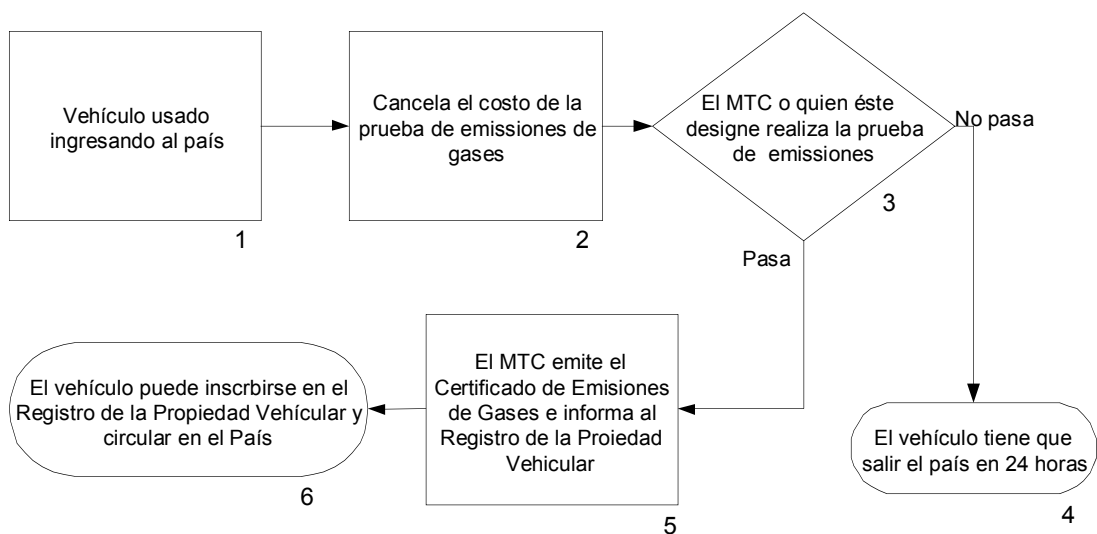 Vehículo usado
ingresando al país
1
Cancela el costo de la
prueba de emisiones de
gases
2
El MTC o quien éste
designe realiza la prueba
de emissiones
3
No pasa
Pasa
El vehículo tiene que
salir el país en 24 horas
4
El MTC emite el
Certificado de Emisiones
de Gases e informa al
Registro de la Proiedad
Vehicular
5
El vehículo puede inscrbirse en el
Registro de la Propiedad Vehícular y
circular en el País
6